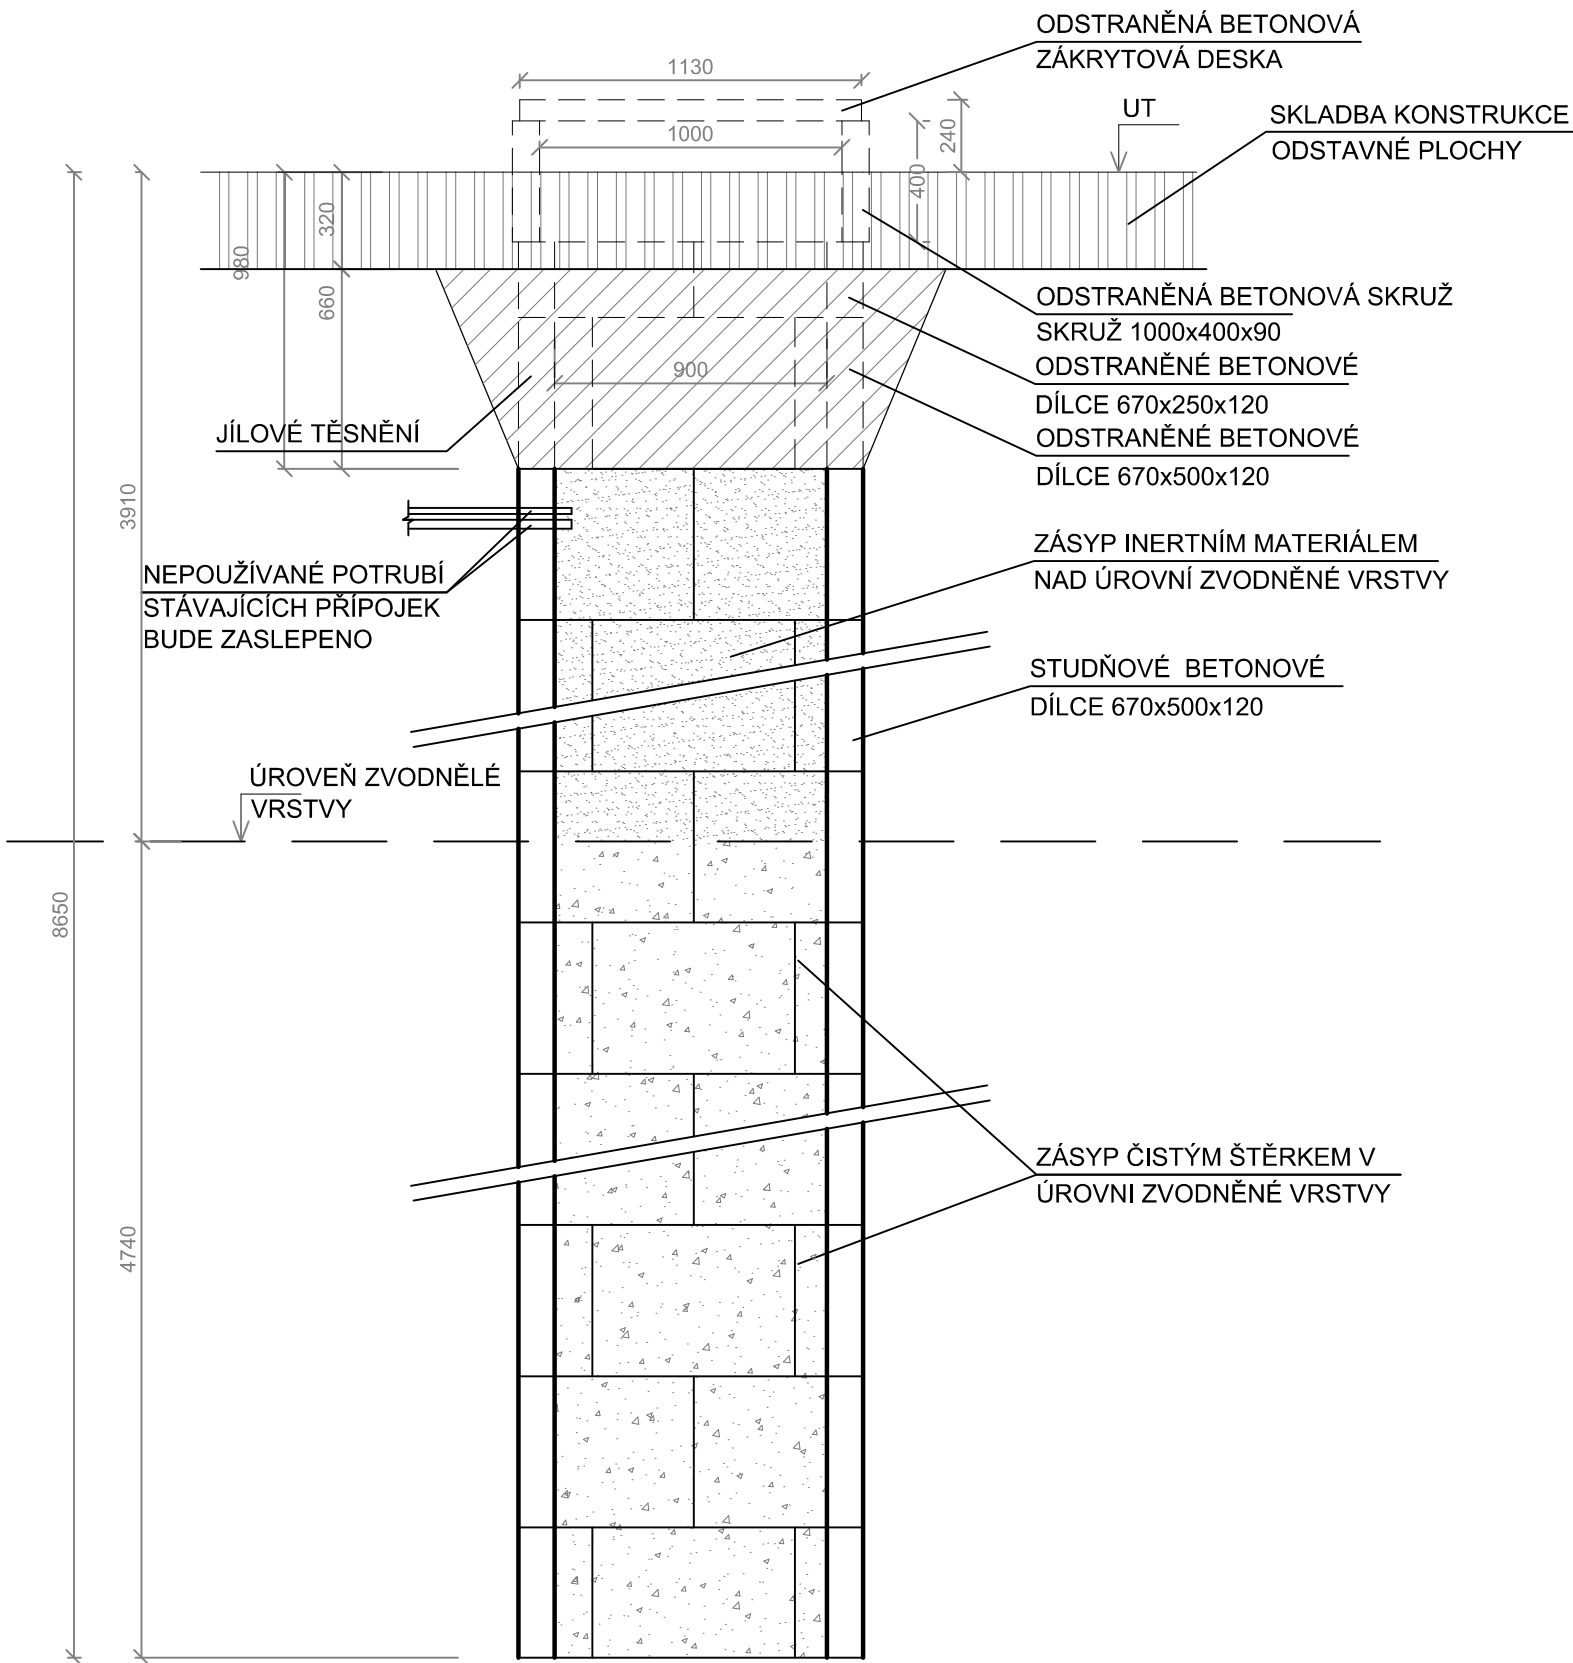 ODSTRANĚNÁ BETONOVÁ
ZÁKRYTOVÁ DESKA
1130
UT
SKLADBA KONSTRUKCE
ODSTAVNÉ PLOCHY
1000
240
400
320
980
660
ODSTRANĚNÁ BETONOVÁ SKRUŽ
SKRUŽ 1000x400x90
ODSTRANĚNÉ BETONOVÉ
DÍLCE 670x250x120
900
JÍLOVÉ TĚSNĚNÍ
ODSTRANĚNÉ BETONOVÉ
DÍLCE 670x500x120
3910
ZÁSYP INERTNÍM MATERIÁLEM
NAD ÚROVNÍ ZVODNĚNÉ VRSTVY
NEPOUŽÍVANÉ POTRUBÍ
STÁVAJÍCÍCH PŘÍPOJEK
BUDE ZASLEPENO
STUDŇOVÉ BETONOVÉ
DÍLCE 670x500x120
ÚROVEŇ ZVODNĚLÉ
VRSTVY
8650
ZÁSYP ČISTÝM ŠTĚRKEM V
ÚROVNI ZVODNĚNÉ VRSTVY
4740